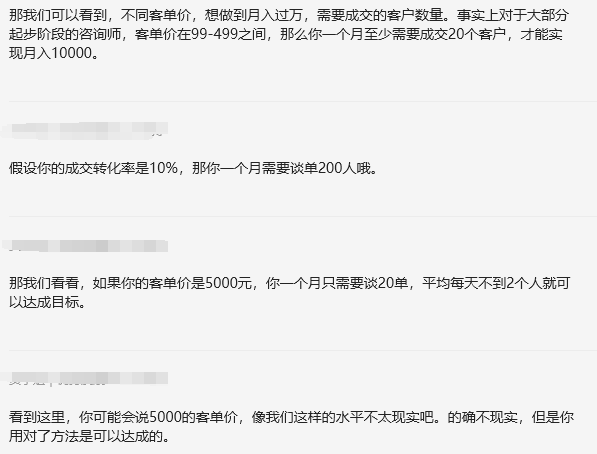 那我们可以看到，不同客单价，想做到月入过万，需要成交的客户数量。事实上对于大部分
起步阶段的咨询师，客单价在99-499之间，那么你一个月至少需要成交20个客户，才能实
现月入10000。
假设你的成交转化率是10%，那你一个月需要谈单200人哦。
那我们看看，如果你的客单价是5000元，你一个月只需要谈20单，平均每天不到2个人就可
以达成目标。
看到这里，你可能会说5000的客单价，像我们这样的水平不太现实吧。的确不现实，但是你
用对了方法是可以达成的。